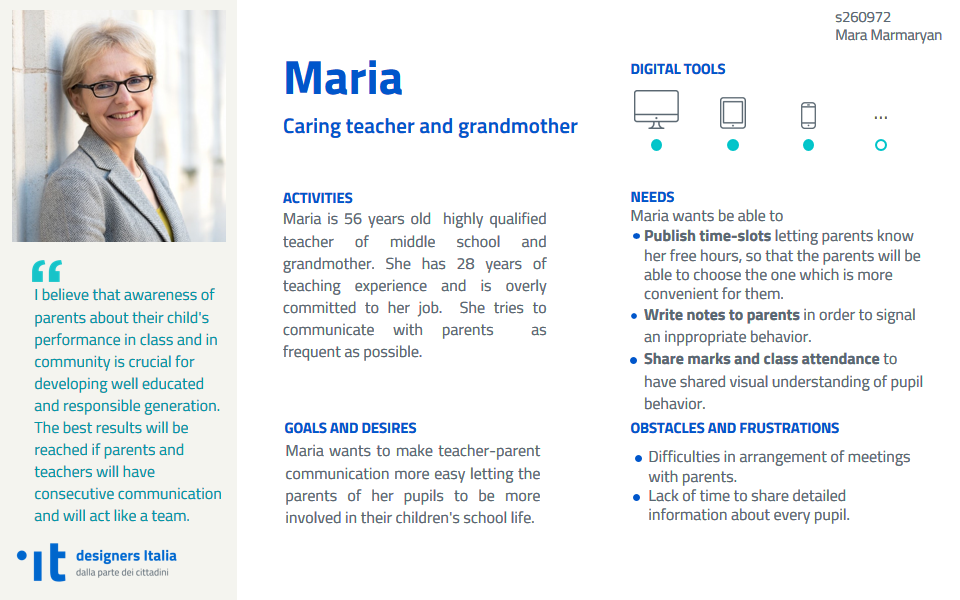 s260972
Mara Marmaryan
Maria
Caring teacher and grandmother
DIGITAL TOOLS
...
ACTIVITIES
Maria is 56 years old highly qualified
teacher of middle school and
grandmother. She has 28 years of
teaching experience and is overly
committed to her job. She tries to
communicate with parents as
frequent as possible.
NEEDS
Maria wants be able to
• Publish time-slots letting parents know
her free hours, so that the parents will be
able to choose the one which is more
convenient for them.
• Write notes to parents in order to signal
an inppropriate behavior.
• Share marks and class attendance to
have shared visual understanding of pupil
behavior.
“
I believe that awareness of
parents about their child's
performance in class and in
community is crucial for
developing well educated
and responsible generation.
The best results will be
reached if parents and
teachers will have
consecutive communication
and will act like a team.
GOALS AND DESIRES
Maria wants to make teacher-parent
communication more easy letting the
parents of her pupils to be more
involved in their children's school life.
OBSTACLES AND FRUSTRATIONS
• Difficulties in arrangement of meetings
with parents.
• Lack of time to share detailed
information about every pupil.
it
designers Italia
dalla parte dei cittadini